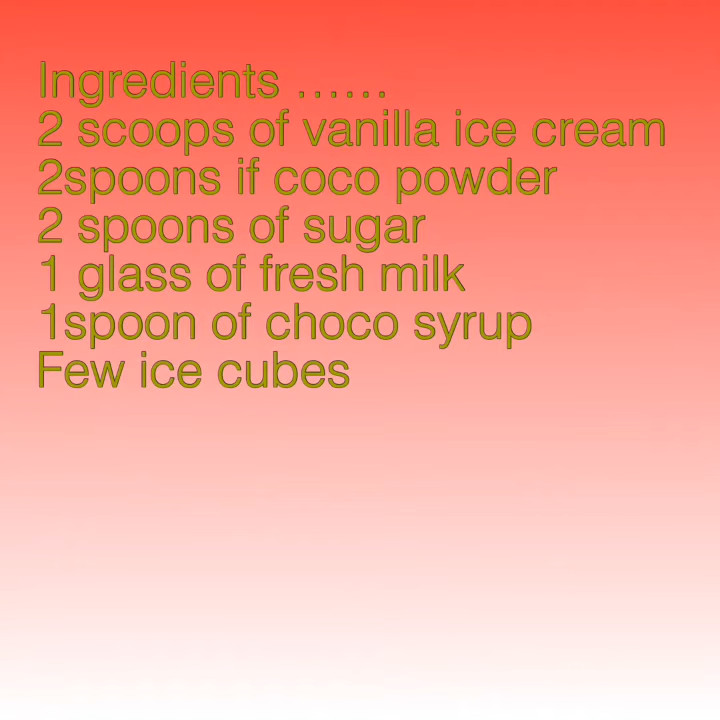 Ingredients ……
2 scoops of vanilla ice cream
2spoons if coco powder
2 spoons of sugar
1 glass of fresh milk
1spoon of choco syrup
Few ice cubes